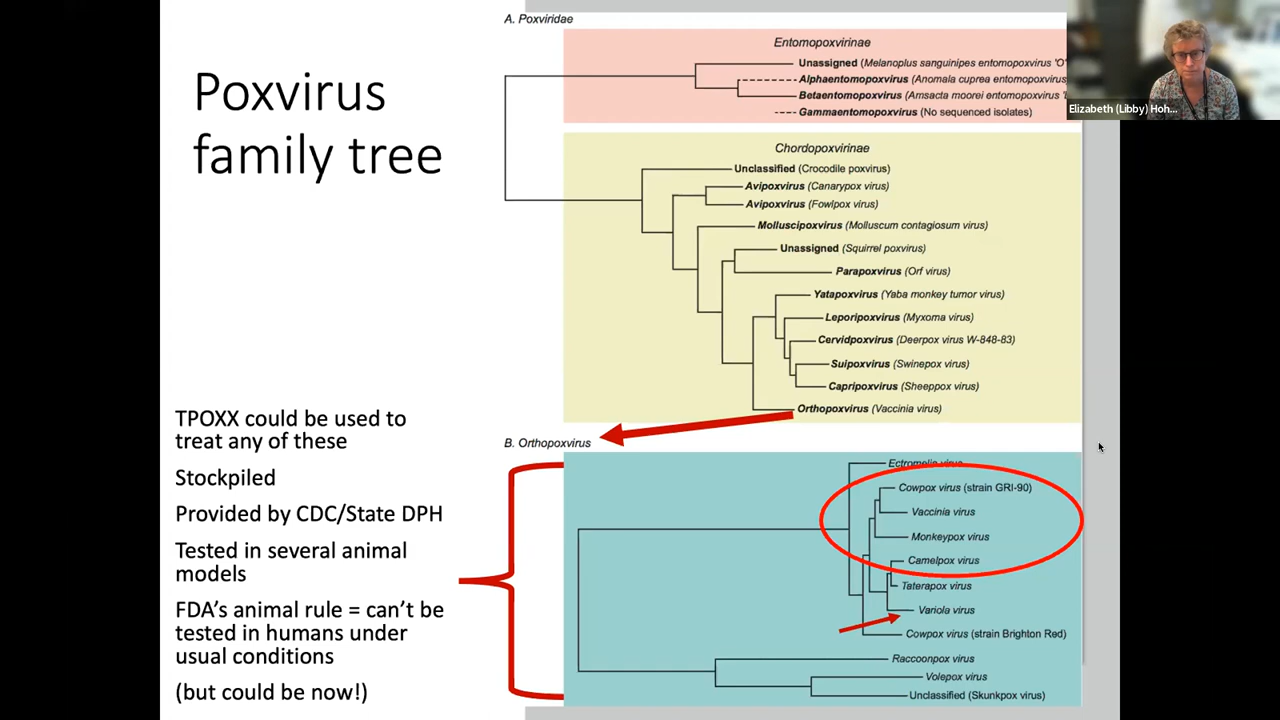 Poxvirus
family tree
TPOXX could be used to
treat any of these
Stockpiled
Provided by CDC/State DPH
Tested in several animal
models
FDA's animal rule = can't be
tested in humans under
usual conditions
(but could be now!)
A. Poxviridae
Entomopoxvirinae
Unassigned (Melanoplus sanguinipes entomopoxvirus 'O'
Alphaentomopoxvirus (Anomala cuprea entomopoxvirus
Betaentomopoxvirus (Amsacta moorei entomopoxvirus
Gammaentomopoxvirus (No sequenced isolates)
Chordopoxvirinae
Unclassified (Crocodile poxvirus)
Avipoxvirus (Canarypox virus)
Avipoxvirus (Fowlpox virus)
Molluscipoxvirus (Molluscum contagiosum virus)
Unassigned (Squirrel poxvirus)
Parapoxvirus (Orf virus)
Yatapoxvirus (Yaba monkey tumor virus)
Leporipoxvirus (Myxoma virus)
Cervidpoxvirus (Deerpox virus W-848-83)
Suipoxvirus (Swinepox virus)
Capripoxvirus (Sheeppox virus)
Orthopoxvirus (Vaccinia virus)
B. Orthopoxvirus
Ectromelia virus
Cowpox virus (strain GRI-90)
Vaccinia virus
Monkeypox virus
Camelpox virus
Taterapox virus
Variola virus
Cowpox virus (strain Brighton Red)
Raccoonpox virus
Volepox virus
Unclassified (Skunkpox virus)
Elizabeth (Libby) Hoh...